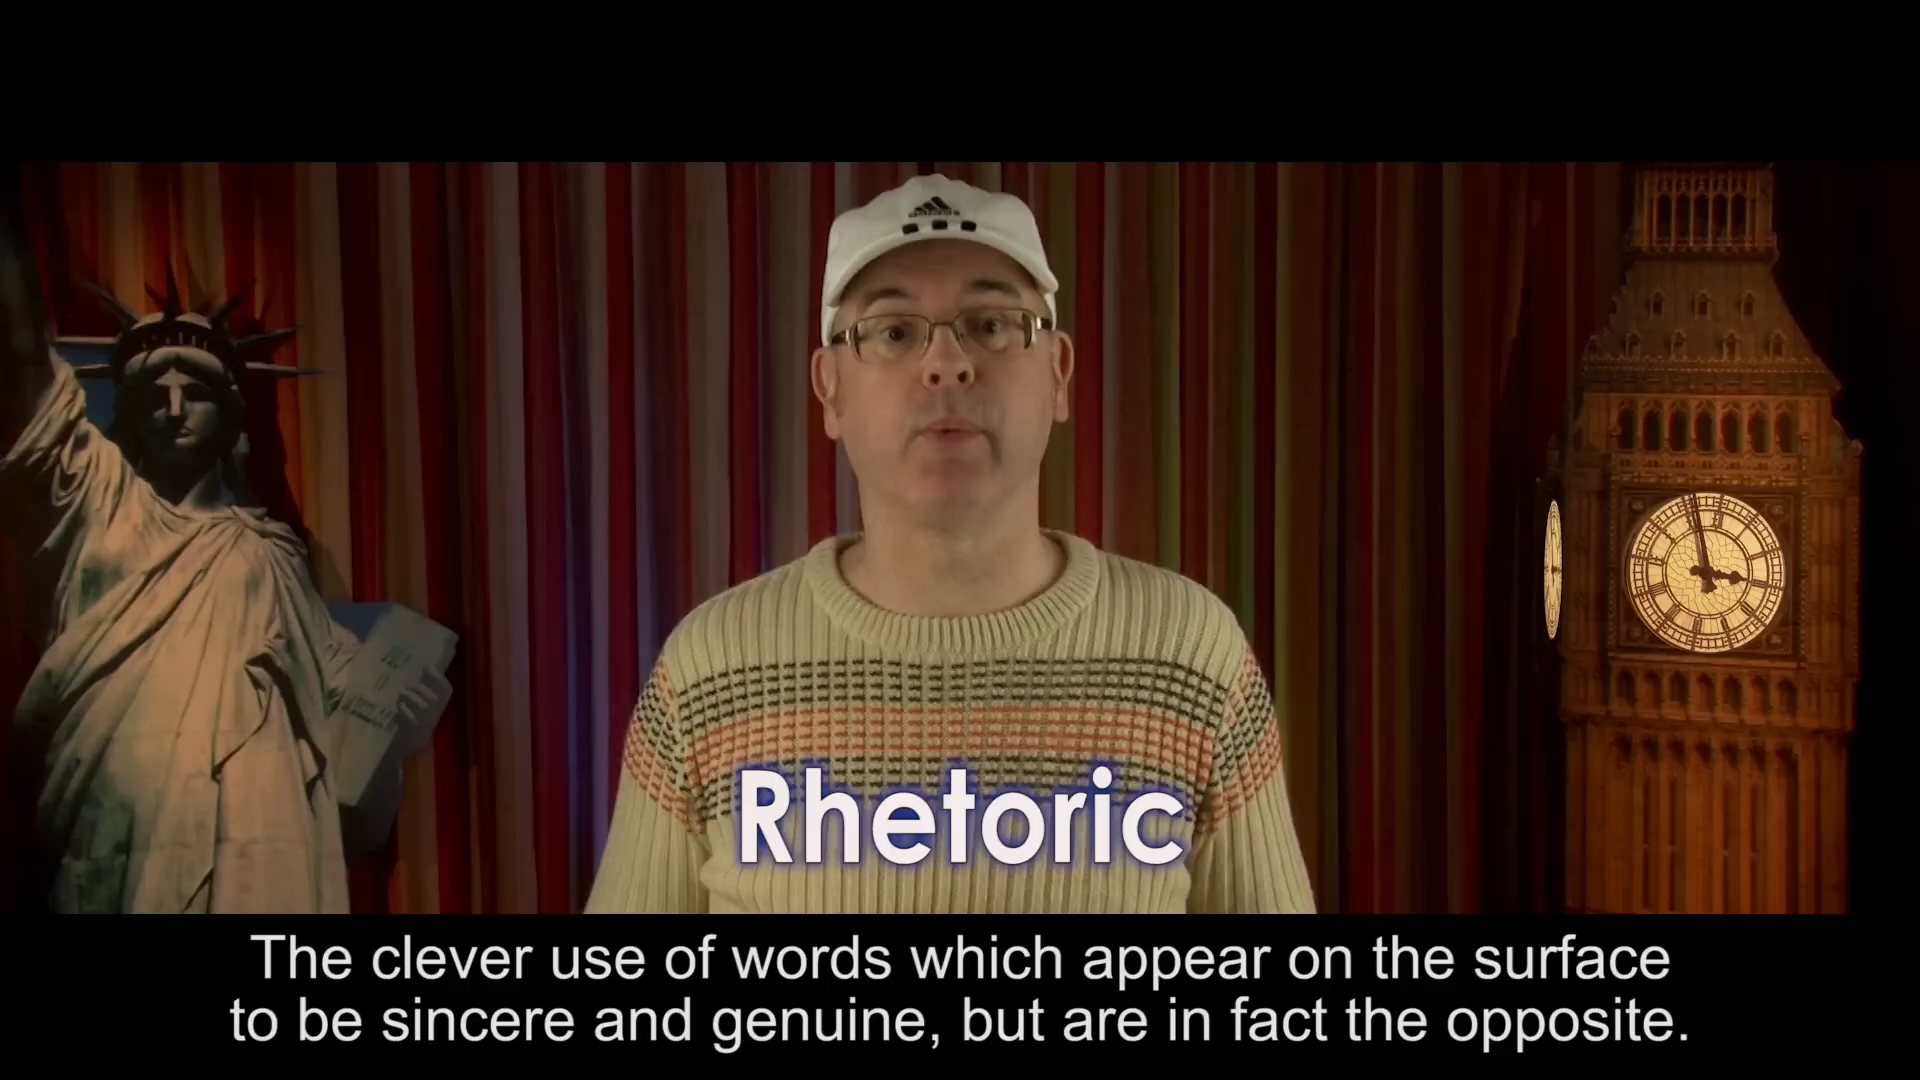 adidas
Rhetoric
The clever use of words which appear on the surface
to be sincere and genuine, but are in fact the opposite.